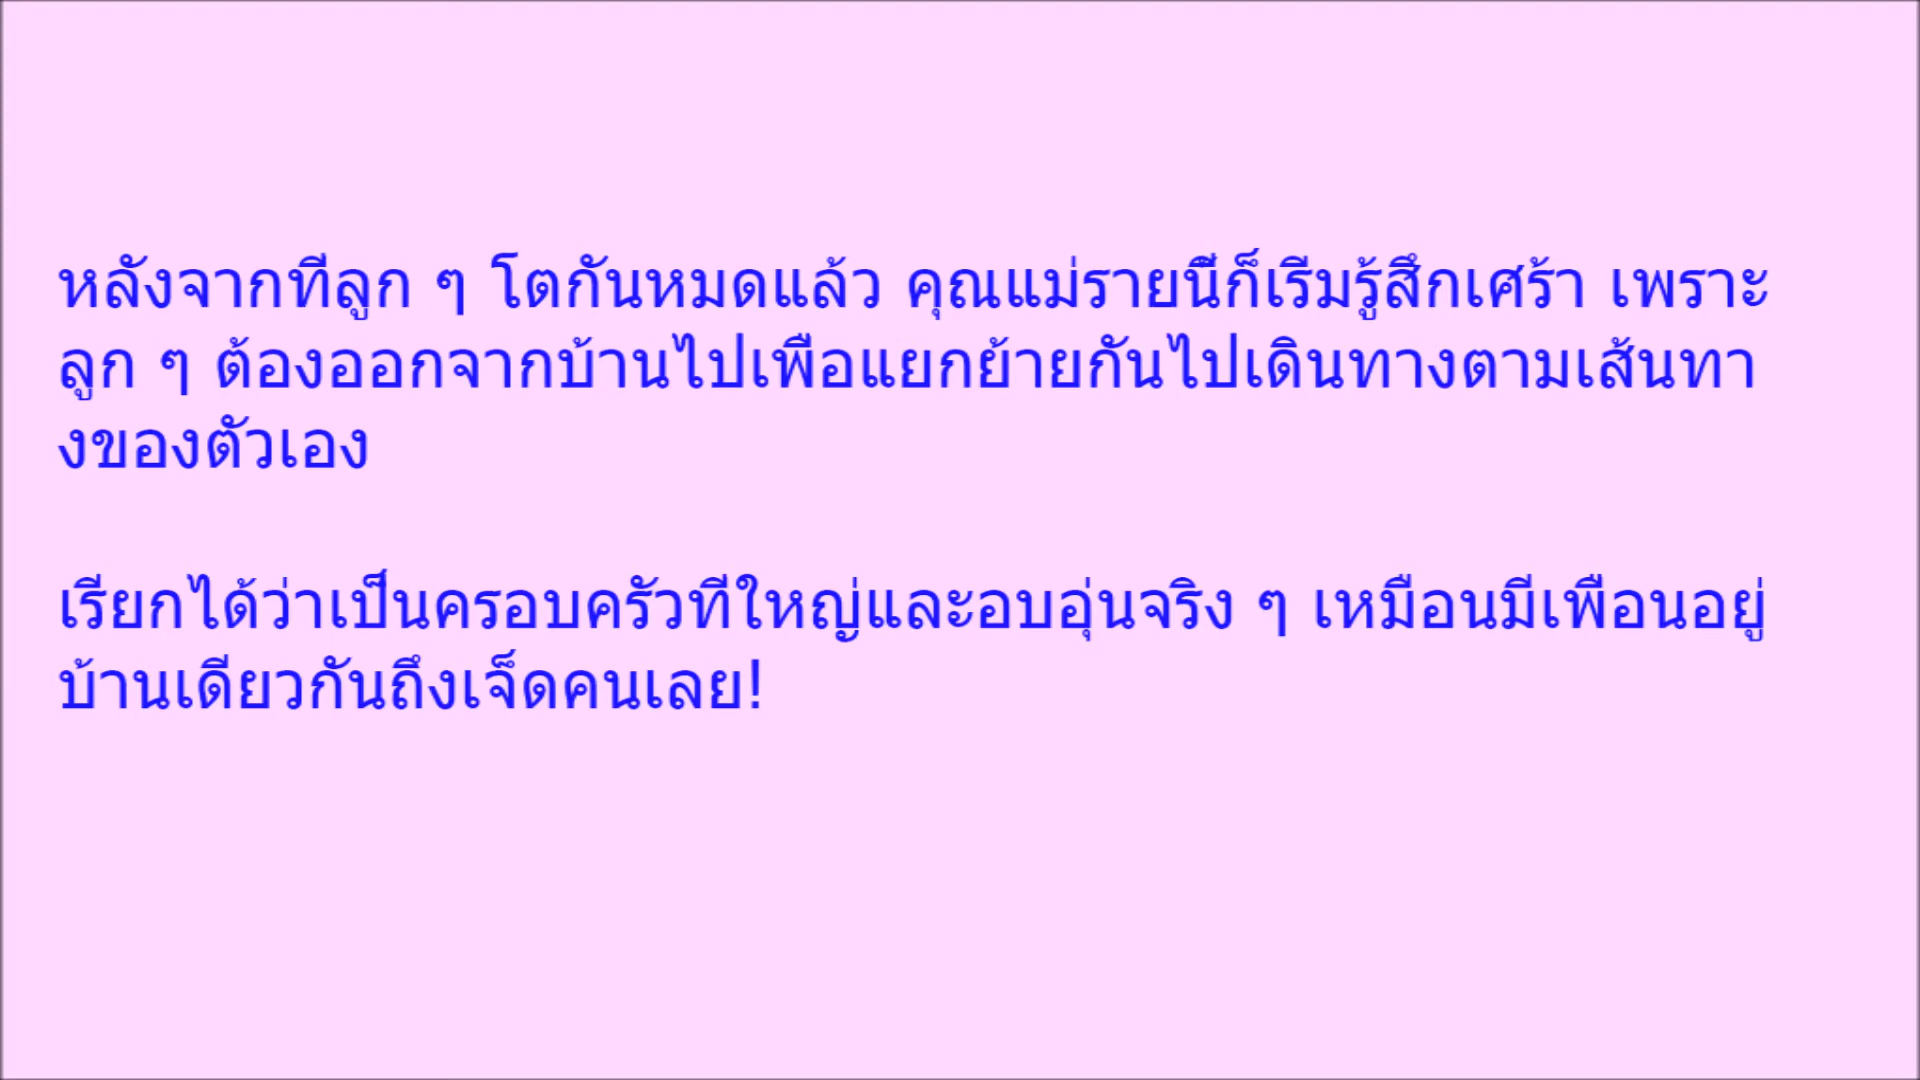 หลังจากที่ลูก ๆ โตกันหมดแล้ว คุณแม่รายนี้ก็เริ่มรู้สึกเศร้า เพราะ
ลูก ๆ ต้องออกจากบ้านไปเพื่อแยกย้ายกันไปเดินทางตามเส้นทา
งของตัวเอง
เรียกได้ว่าเป็นครอบครัวที่ใหญ่และอบอุ่นจริง ๆ เหมือนมีเพื่อนอยู่
บ้านเดียวกันถึงเจ็ดคนเลย!